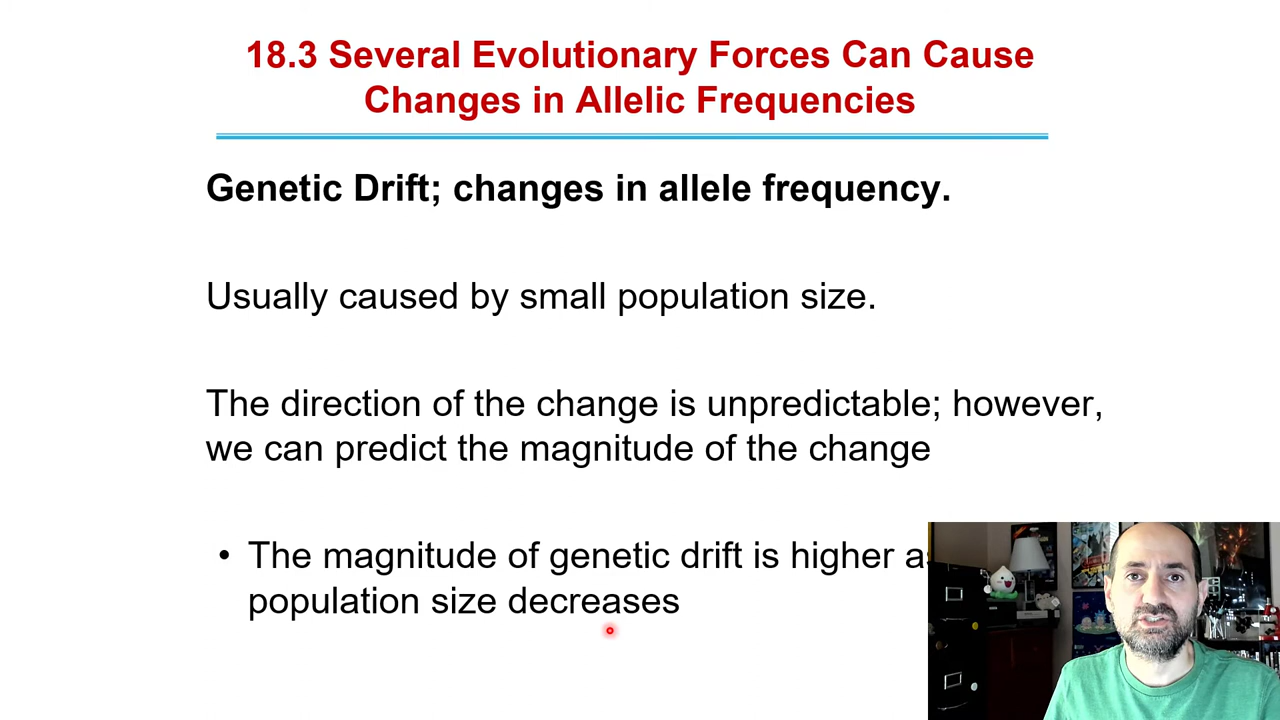 18.3 Several Evolutionary Forces Can Cause
Changes in Allelic Frequencies
Genetic Drift; changes in allele frequency.
Usually caused by small population size.
The direction of the change is unpredictable; however,
we can predict the magnitude of the change
• The magnitude of genetic drift is higher
population size decreases